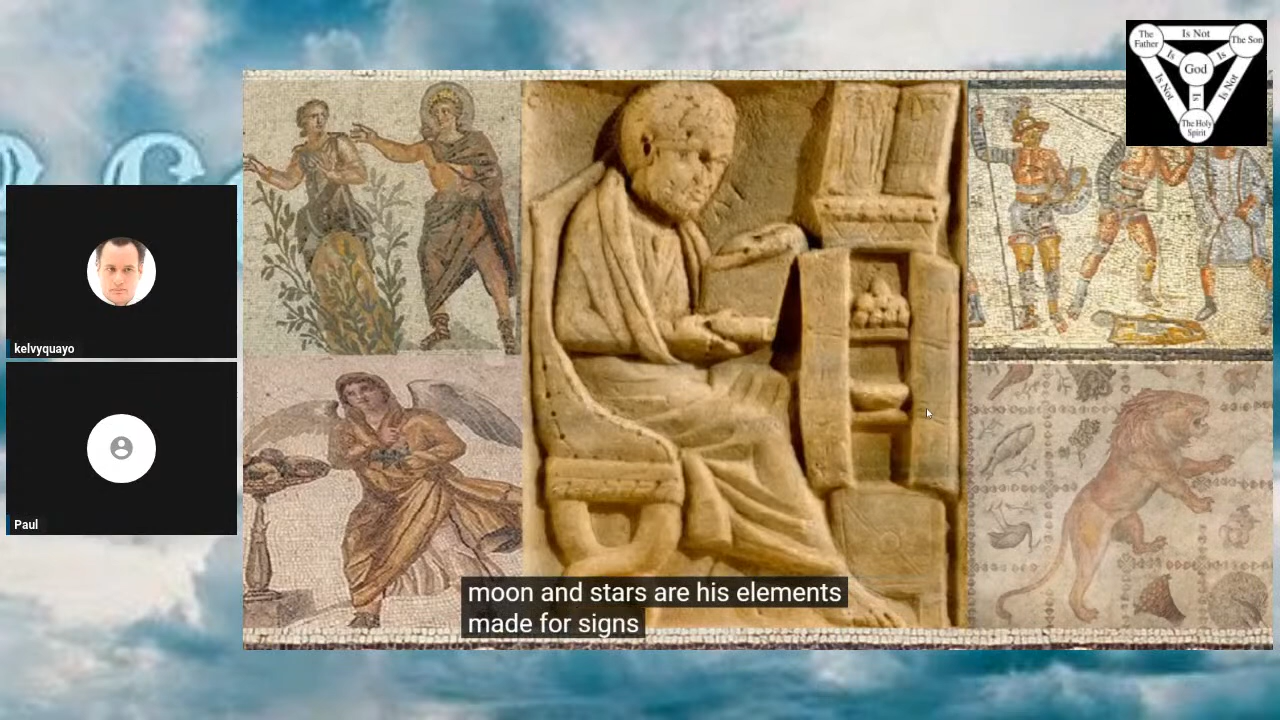 The
Father
Is Not
The Son
Is
Is
God
Is Not
Is
Is Not
The Holy
Spirit
kelvyquayo
Paul
moon and stars are his elements
made for signs